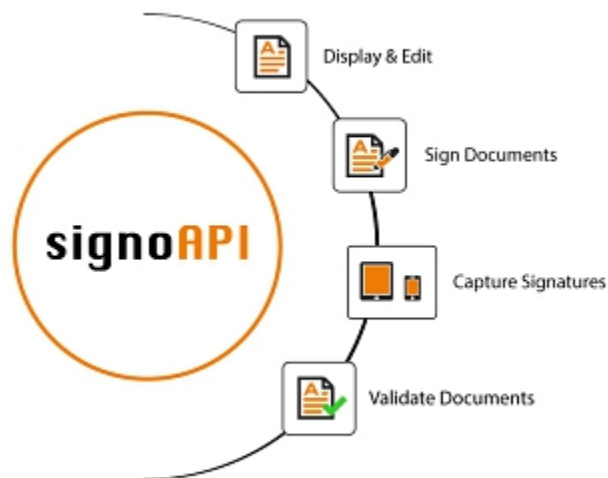 Display & Edit
Sign Documents
signoAPI
Capture Signatures
Validate Documents